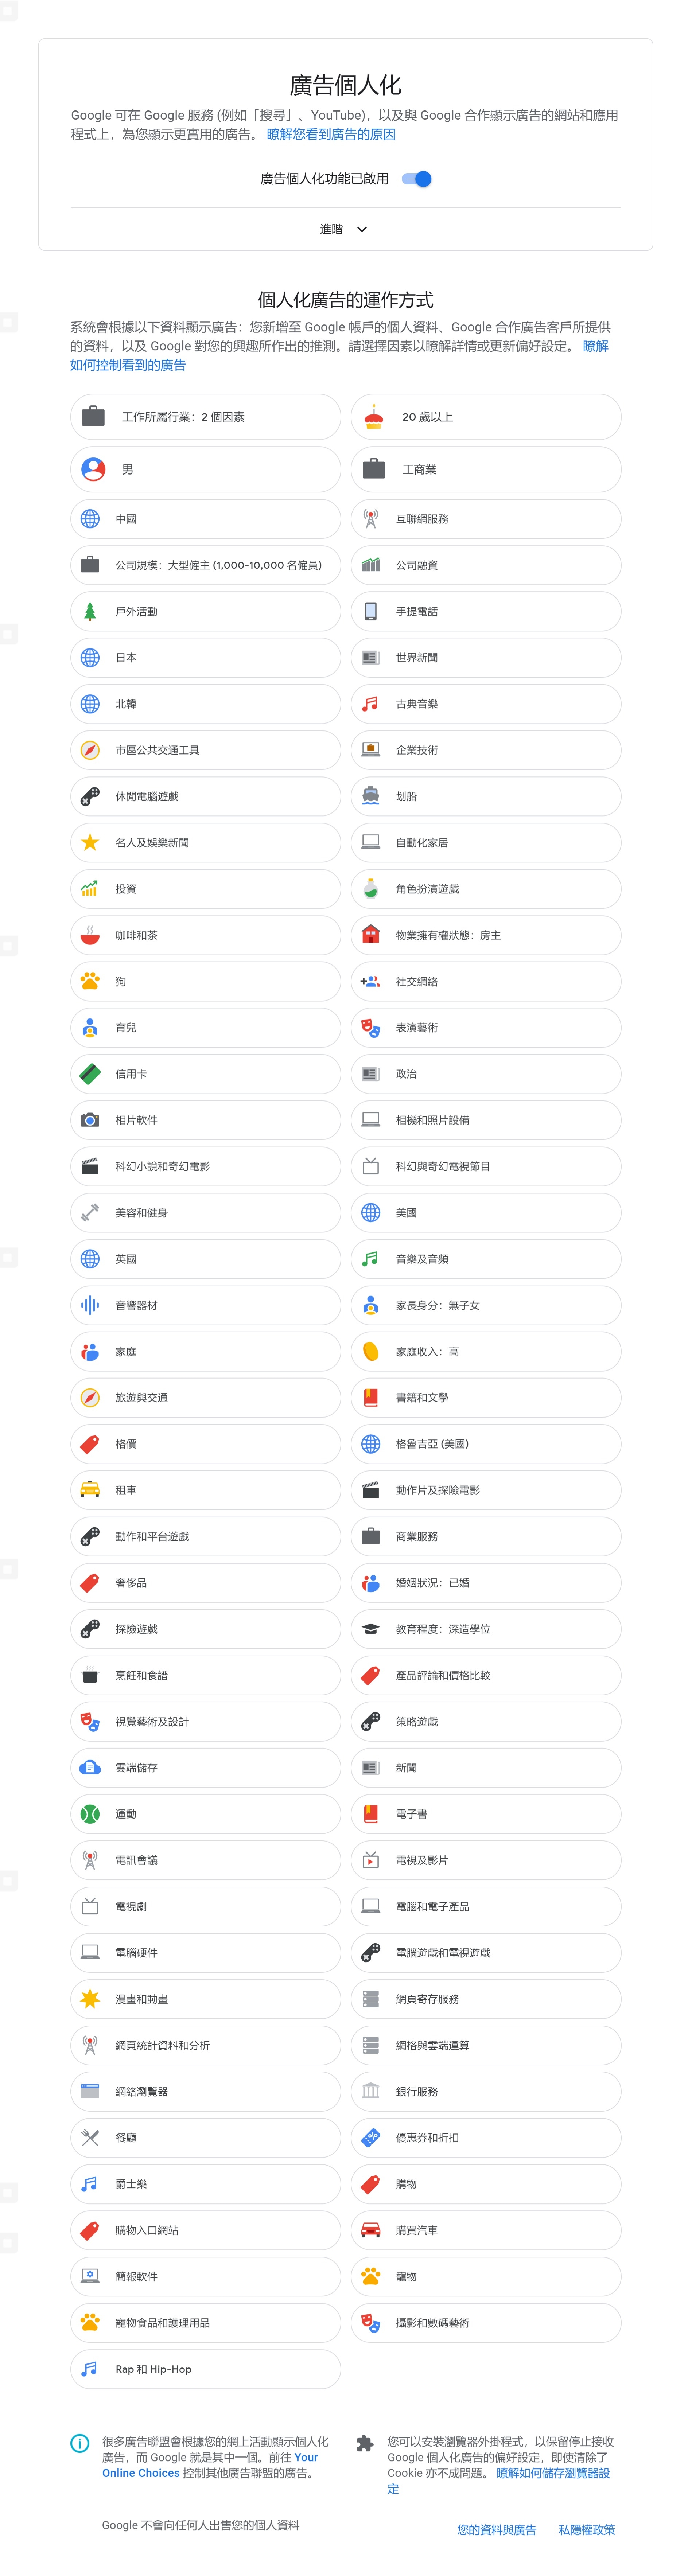 廣告個人化
Google 可在 Google 服務 (例如「搜尋」、YouTube)，以及與 Google 合作顯示廣告的網站和應用
程式上，為您顯示更實用的廣告。 瞭解您看到廣告的原因
廣告個人化功能已啟用
進階
個人化廣告的運作方式
系統會根據以下資料顯示廣告：您新增至 Google 帳戶的個人資料、Google 合作廣告客戶所提供
的資料，以及 Google 對您的興趣所作出的推測。請選擇因素以瞭解詳情或更新偏好設定。 瞭解
如何控制看到的廣告
工作所屬行業：2 個因素
20 歲以上
男
工商業
中國
互聯網服務
公司規模：大型僱主 (1,000-10,000 名僱員)
公司融資
戶外活動
手提電話
日本
世界新聞
北韓
古典音樂
市區公共交通工具
企業技術
休閒電腦遊戲
划船
名人及娛樂新聞
自動化家居
投資
角色扮演遊戲
咖啡和茶
物業擁有權狀態：房主
狗
社交網絡
育兒
表演藝術
信用卡
政治
相片軟件
相機和照片設備
科幻小說和奇幻電影
科幻與奇幻電視節目
美容和健身
美國
英國
音樂及音頻
音響器材
家長身分：無子女
家庭
家庭收入：高
旅遊與交通
書籍和文學
格價
格魯吉亞 (美國)
租車
動作片及探險電影
動作和平台遊戲
商業服務
奢侈品
婚姻狀況：已婚
探險遊戲
教育程度：深造學位
烹飪和食譜
產品評論和價格比較
視覺藝術及設計
策略遊戲
雲端儲存
新聞
運動
電子書
電訊會議
電視及影片
電視劇
電腦和電子產品
電腦硬件
電腦遊戲和電視遊戲
漫畫和動畫
網頁寄存服務
網頁統計資料和分析
網格與雲端運算
網絡瀏覽器
銀行服務
餐廳
優惠券和折扣
爵士樂
購物
購物入口網站
購買汽車
簡報軟件
寵物
寵物食品和護理用品
攝影和數碼藝術
Rap 和 Hip-Hop
很多廣告聯盟會根據您的網上活動顯示個人化
廣告，而 Google 就是其中一個。前往 Your
Online Choices 控制其他廣告聯盟的廣告。
您可以安裝瀏覽器外掛程式，以保留停止接收
Google 個人化廣告的偏好設定，即使清除了
Cookie 亦不成問題。 瞭解如何儲存瀏覽器設
定
Google 不會向任何人出售您的個人資料
您的資料與廣告
私隱權政策